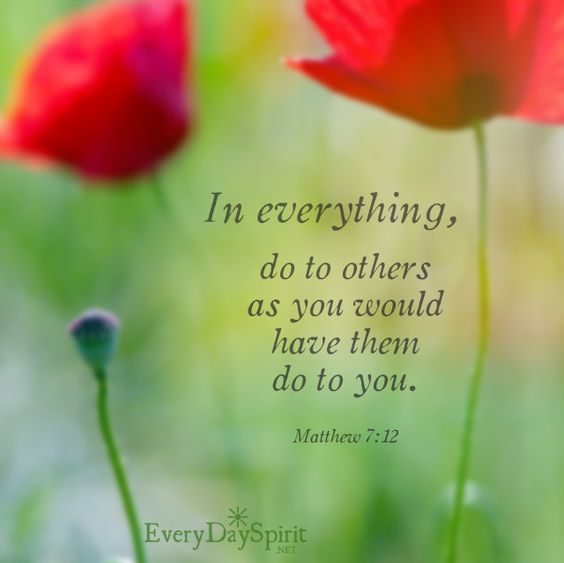 In everything,
do to others
as you would
have them
do to you.
Matthew 7:12
EveryDaySpirit
.NET